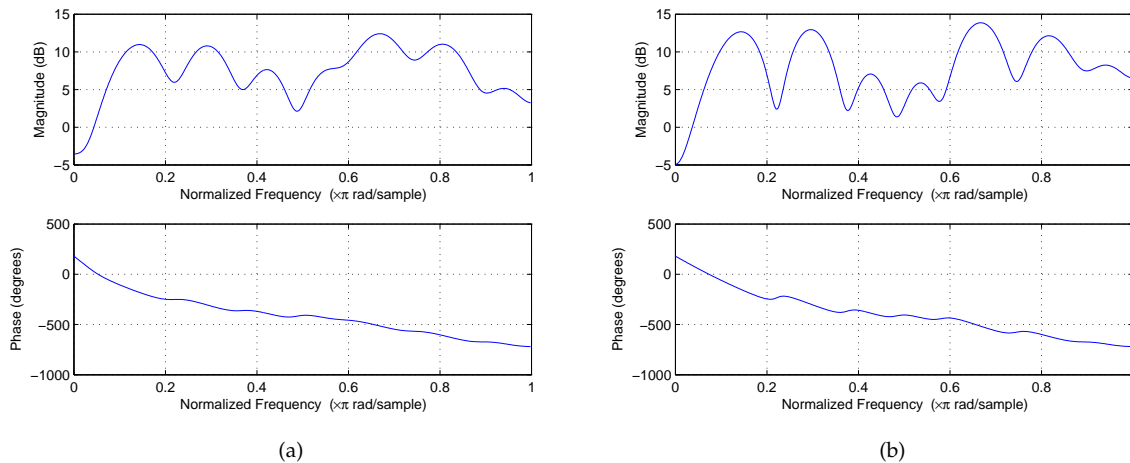 15
10
5
0
−5
Magnitude (dB)
0 0.2 0.4 0.6 0.8 1
Normalized Frequency (×π rad/sample)
500
0
−500
−1000
Phase (degrees)
0 0.2 0.4 0.6 0.8 1
Normalized Frequency (×π rad/sample)
(a)
15
10
5
0
−5
Magnitude (dB)
0 0.2 0.4 0.6 0.8
Normalized Frequency (×π rad/sample)
500
0
−500
−1000
Phase (degrees)
0 0.2 0.4 0.6 0.8
Normalized Frequency (×π rad/sample)
(b)